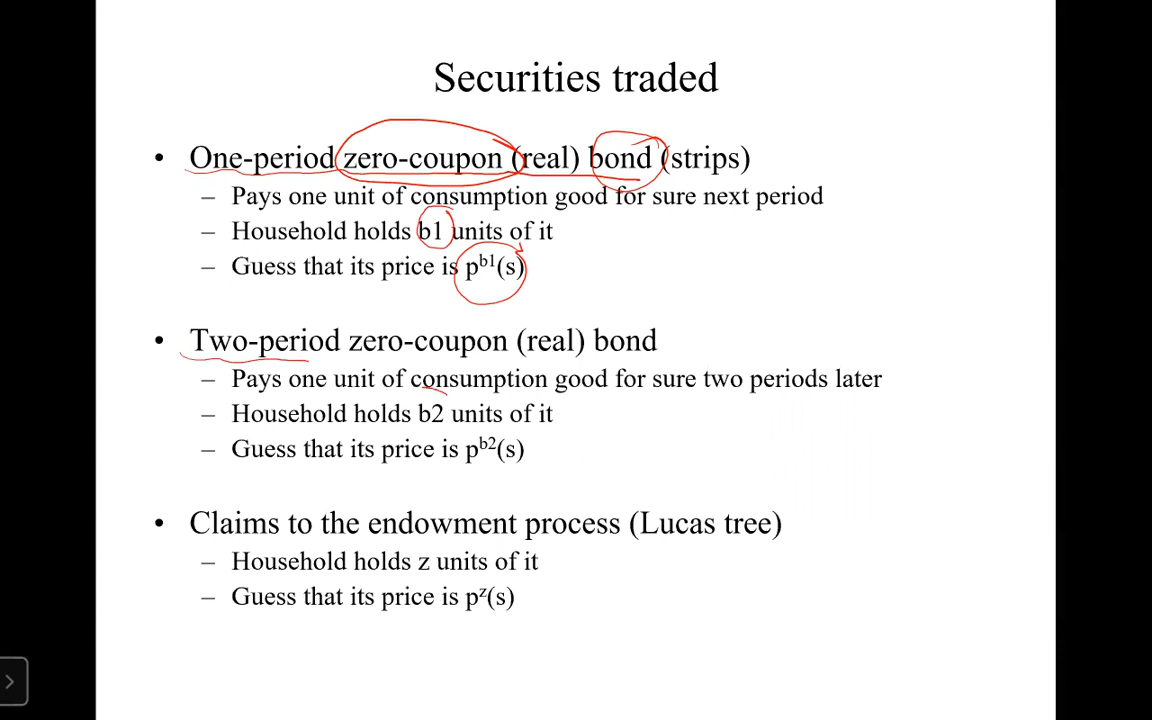 Securities traded
• One-period zero-coupon (real) bond (strips)
– Pays one unit of consumption good for sure next period
– Household holds b1 units of it
– Guess that its price is p^b1(s)
• Two-period zero-coupon (real) bond
– Pays one unit of consumption good for sure two periods later
– Household holds b2 units of it
– Guess that its price is p^b2(s)
• Claims to the endowment process (Lucas tree)
– Household holds z units of it
– Guess that its price is p^z(s)